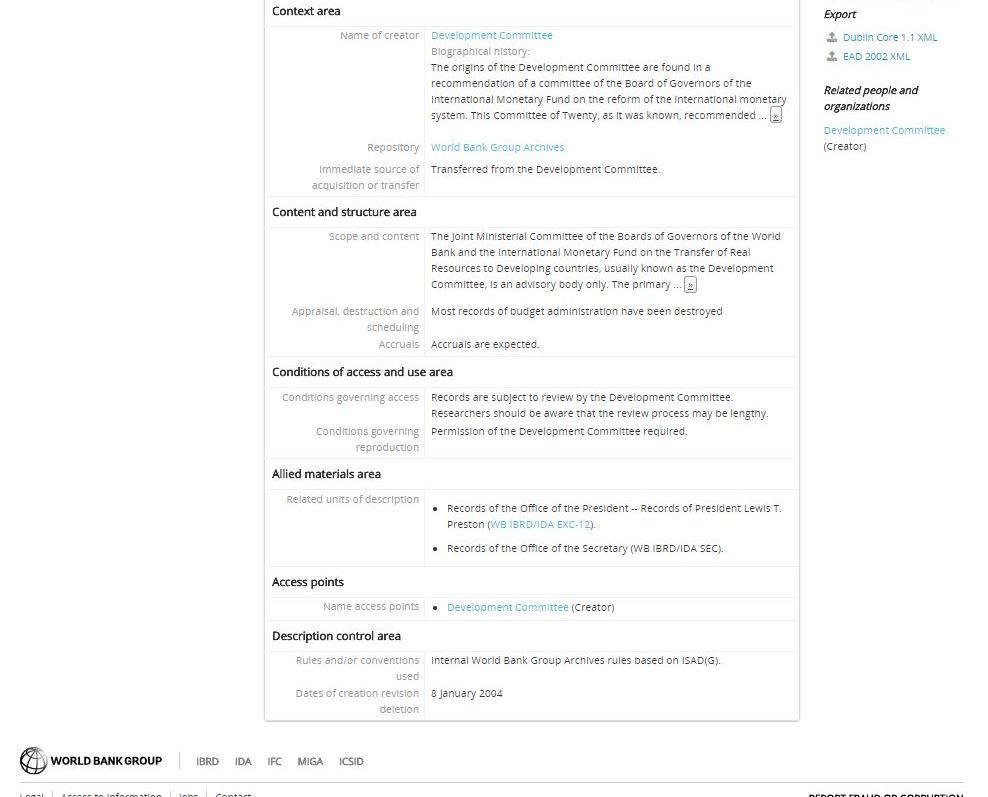 Context area
Name of creator
Development Committee
Biographical history:
The origins of the Development Committee are found in a
recommendation of a committee of the Board of Governors of the
International Monetary Fund on the reform of the international monetary
system. This Committee of Twenty, as it was known, recommended ... »
Repository
World Bank Group Archives
Immediate source of
acquisition or transfer
Transferred from the Development Committee.
Content and structure area
Scope and content
The Joint Ministerial Committee of the Boards of Governors of the World
Bank and the International Monetary Fund on the Transfer of Real
Resources to Developing countries, usually known as the Development
Committee, is an advisory body only. The primary ... »
Appraisal, destruction and
scheduling
Most records of budget administration have been destroyed
Accruals
Accruals are expected.
Conditions of access and use area
Conditions governing access
Records are subject to review by the Development Committee.
Researchers should be aware that the review process may be lengthy.
Conditions governing
reproduction
Permission of the Development Committee required.
Allied materials area
Related units of description
• Records of the Office of the President -- Records of President Lewis T.
Preston (WB IBRD/IDA EXC-12).
• Records of the Office of the Secretary (WB IBRD/IDA SEC).
Access points
Name access points
• Development Committee (Creator)
Description control area
Rules and/or conventions
used
Internal World Bank Group Archives rules based on ISAD(G).
Dates of creation revision
deletion
8 January 2004
Export
Dublin Core 1.1 XML
EAD 2002 XML
Related people and
organizations
Development Committee
(Creator)
WORLD BANK GROUP
IBRD IDA IFC MIGA ICSID
Legal | Access to Information | Jobs | Contact
REPORT FRAUD OR CORRUPTION